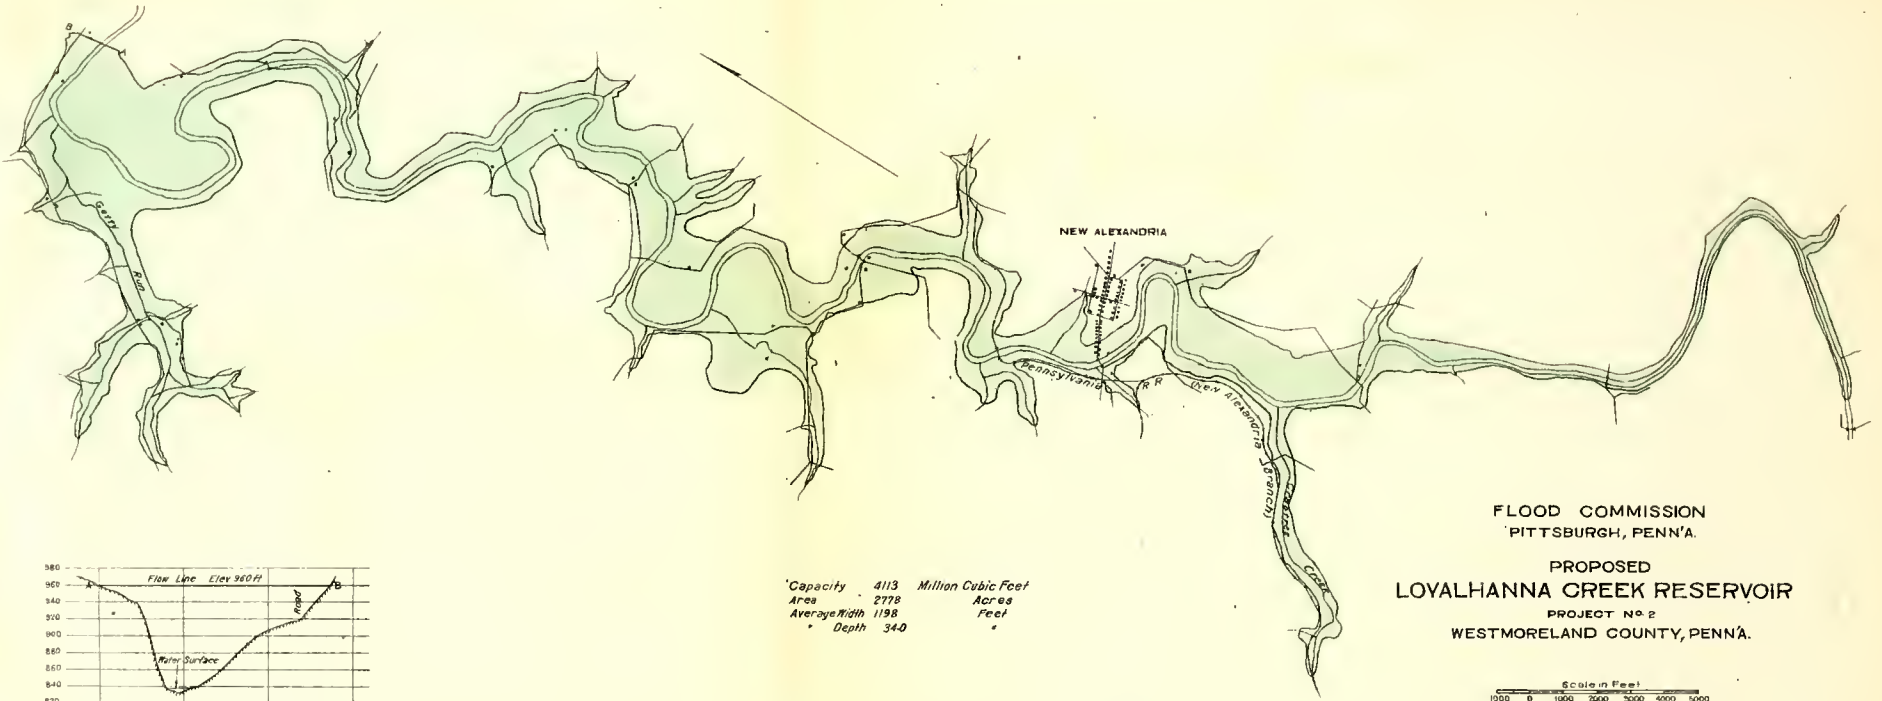 B
A
Getty Run
NEW ALEXANDRIA
Pennsylvania R R (New Alexandria Branch)
Crabtree Creek
980
960
940
920
900
880
860
840
820
A
Flow Line Elev 960 ft
B
Road
Water Surface
Capacity 4113 Million Cubic Feet
Area 2778 Acres
Average Width 1198 Feet
" Depth 34.0 "
FLOOD COMMISSION
PITTSBURGH, PENN'A.
PROPOSED
LOYALHANNA CREEK RESERVOIR
PROJECT NO. 2
WESTMORELAND COUNTY, PENN'A.
Scale in Feet
1000 0 1000 2000 3000 4000 5000